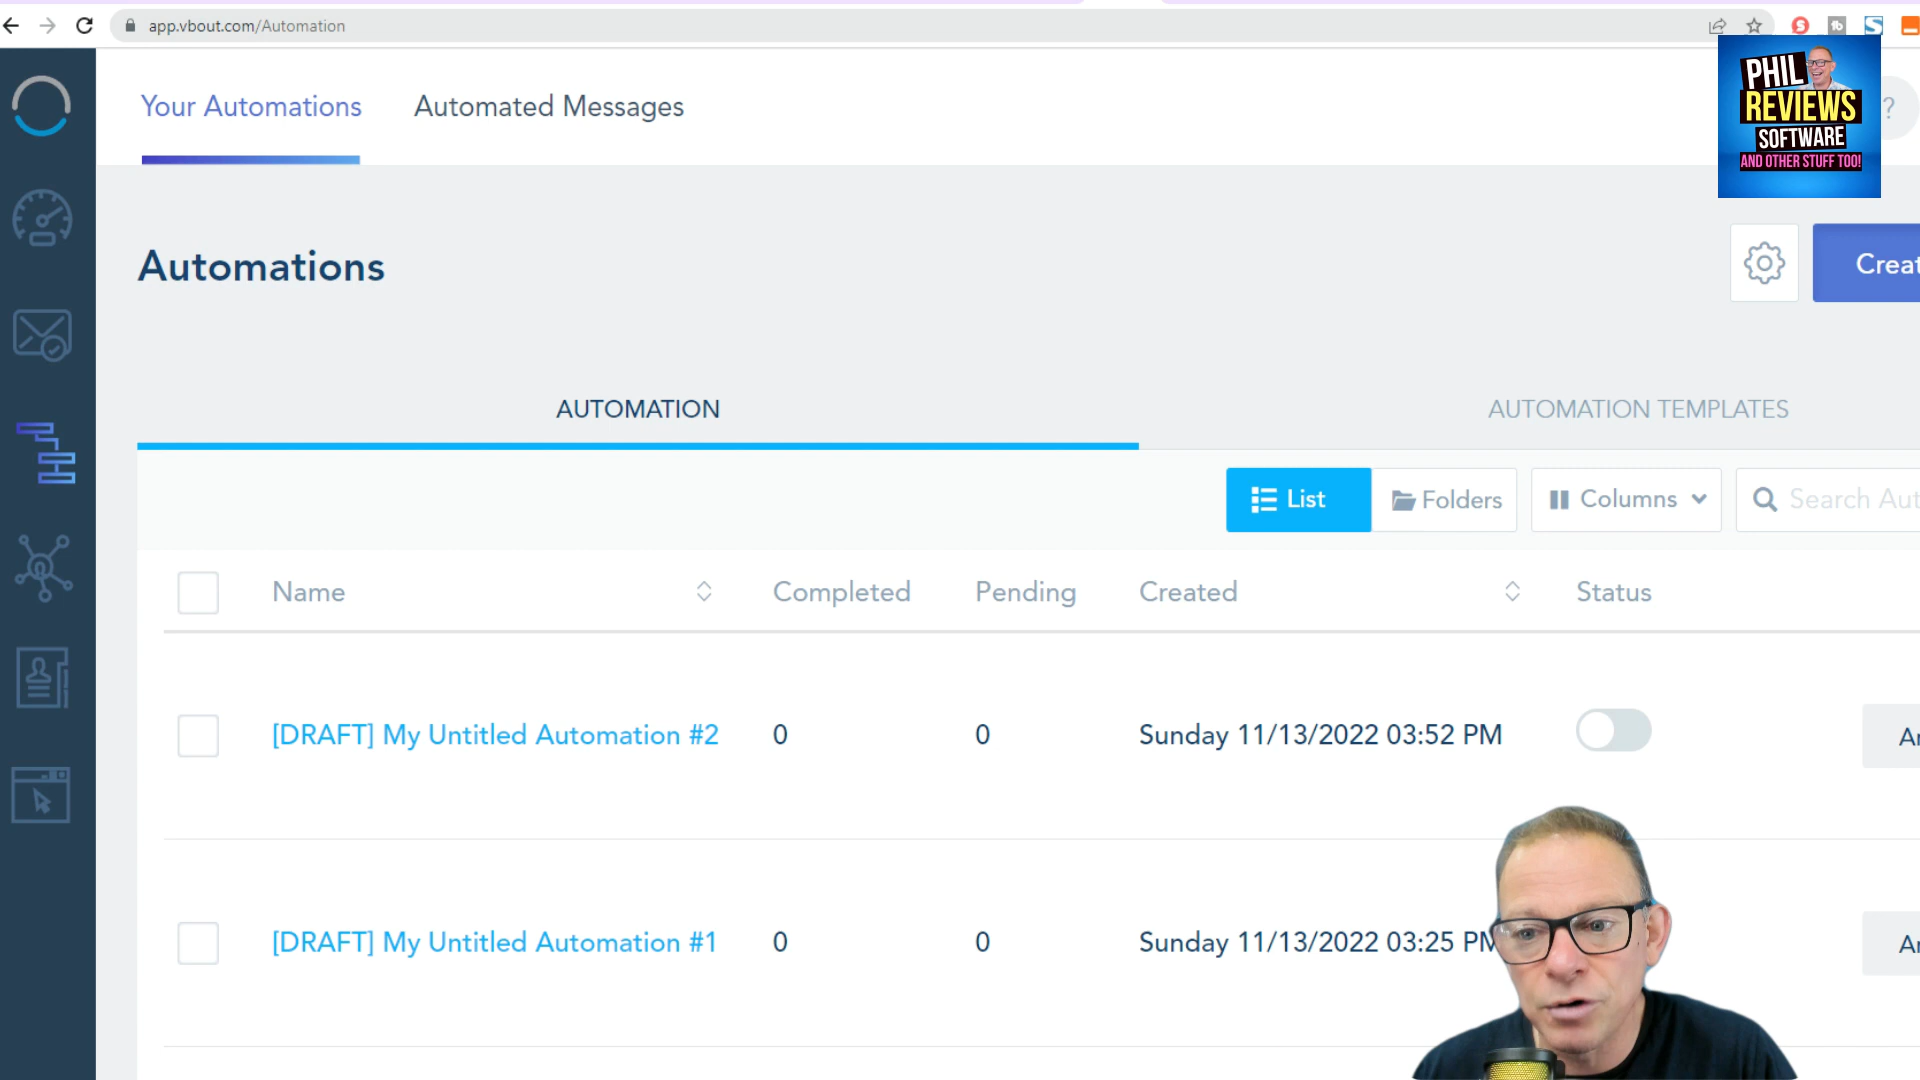 app.vbout.com/Automation
Your Automations
Automated Messages
PHIL
REVIEWS
SOFTWARE
AND OTHER STUFF TOO!
?
Automations
Creat
AUTOMATION
AUTOMATION TEMPLATES
List
Folders
Columns
Search Aut
Name
Completed
Pending
Created
Status
[DRAFT] My Untitled Automation #2
0
0
Sunday 11/13/2022 03:52 PM
Ar
[DRAFT] My Untitled Automation #1
0
0
Sunday 11/13/2022 03:25 PM
Ar